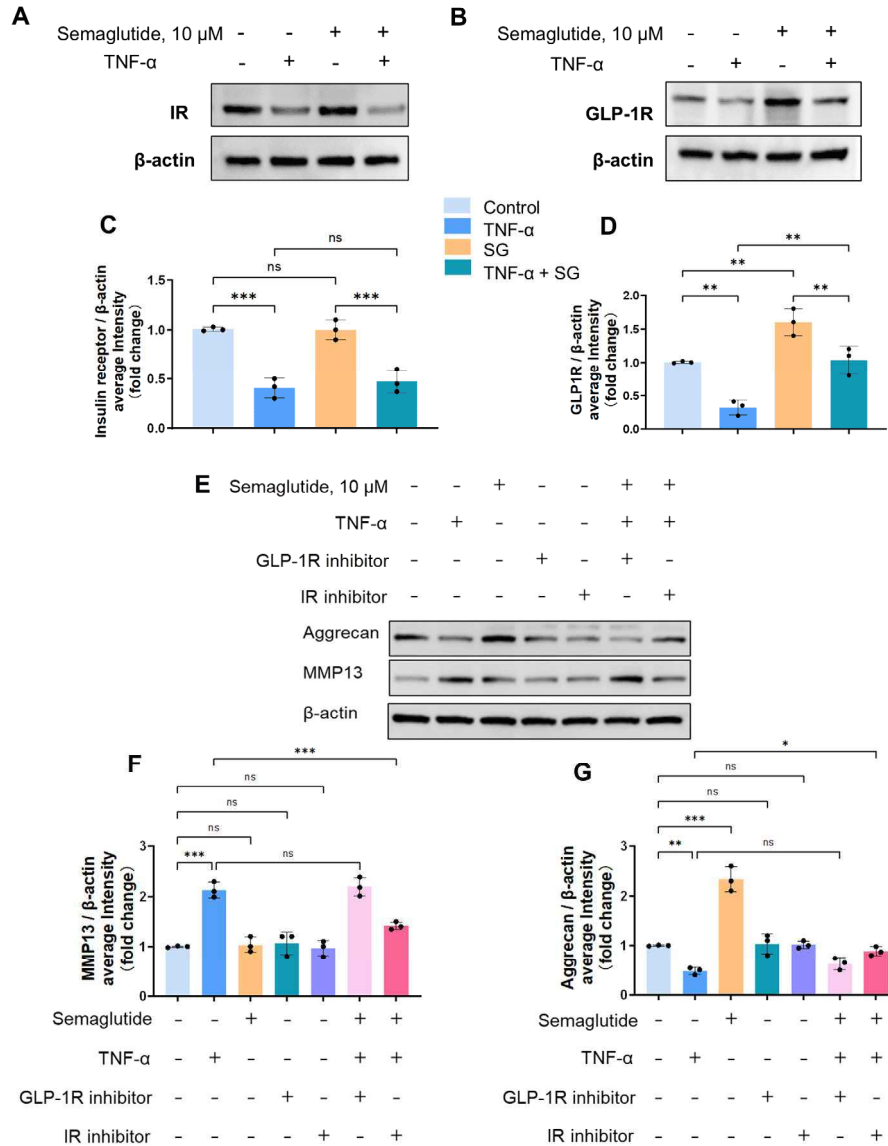 A
Semaglutide, 10 μM - - + +
TNF-α - + - +
IR
β-actin
B
Semaglutide, 10 μM - - + +
TNF-α - + - +
GLP-1R
β-actin
Control
TNF-α
SG
TNF-α + SG
C
ns
ns
*** ***
Insulin receptor / β-actin
average Intensity
(fold change)
1.5
1.0
0.5
0.0
D
**
**
** **
GLP1R / β-actin
average Intensity
(fold change)
2.0
1.5
1.0
0.5
0.0
E
Semaglutide, 10 μM - - + - - + +
TNF-α - + - - - + +
GLP-1R inhibitor - - - + - + -
IR inhibitor - - - - + - +
Aggrecan
MMP13
β-actin
F
***
ns
ns
ns
*** ns
MMP13 / β-actin
average Intensity
(fold change)
3
2
1
0
Semaglutide - - + - - + +
TNF-α - + - - - + +
GLP-1R inhibitor - - - + - + -
IR inhibitor - - - - + - +
G
*
ns
ns
***
** ns
Aggrecan / β-actin
average Intensity
(fold change)
3
2
1
0
Semaglutide - - + - - + +
TNF-α - + - - - + +
GLP-1R inhibitor - - - + - + -
IR inhibitor - - - - + - +